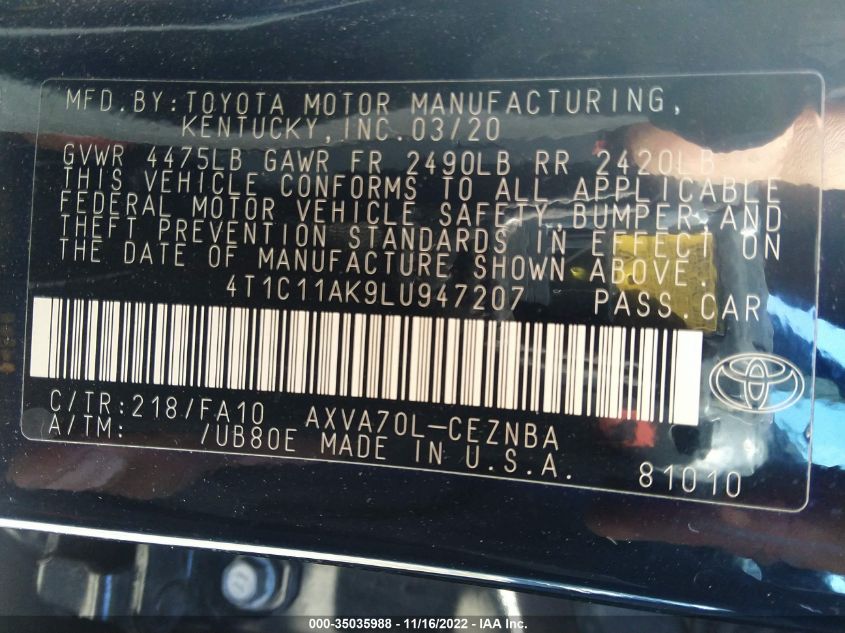 MFD. BY: TOYOTA MOTOR MANUFACTURING,
KENTUCKY, INC. 03/20
GVWR 4475LB GAWR FR 2490LB RR 2420LB
THIS VEHICLE CONFORMS TO ALL APPLICABLE
FEDERAL MOTOR VEHICLE SAFETY, BUMPER, AND
THEFT PREVENTION STANDARDS IN EFFECT ON
THE DATE OF MANUFACTURE SHOWN ABOVE.
4T1C11AK9LU947207 PASS. CAR
C/TR: 218/FA10 AXVA70L-CEZNBA
A/TM: /UB80E MADE IN U.S.A.
81010
000-35035988 - 11/16/2022 - IAA Inc.